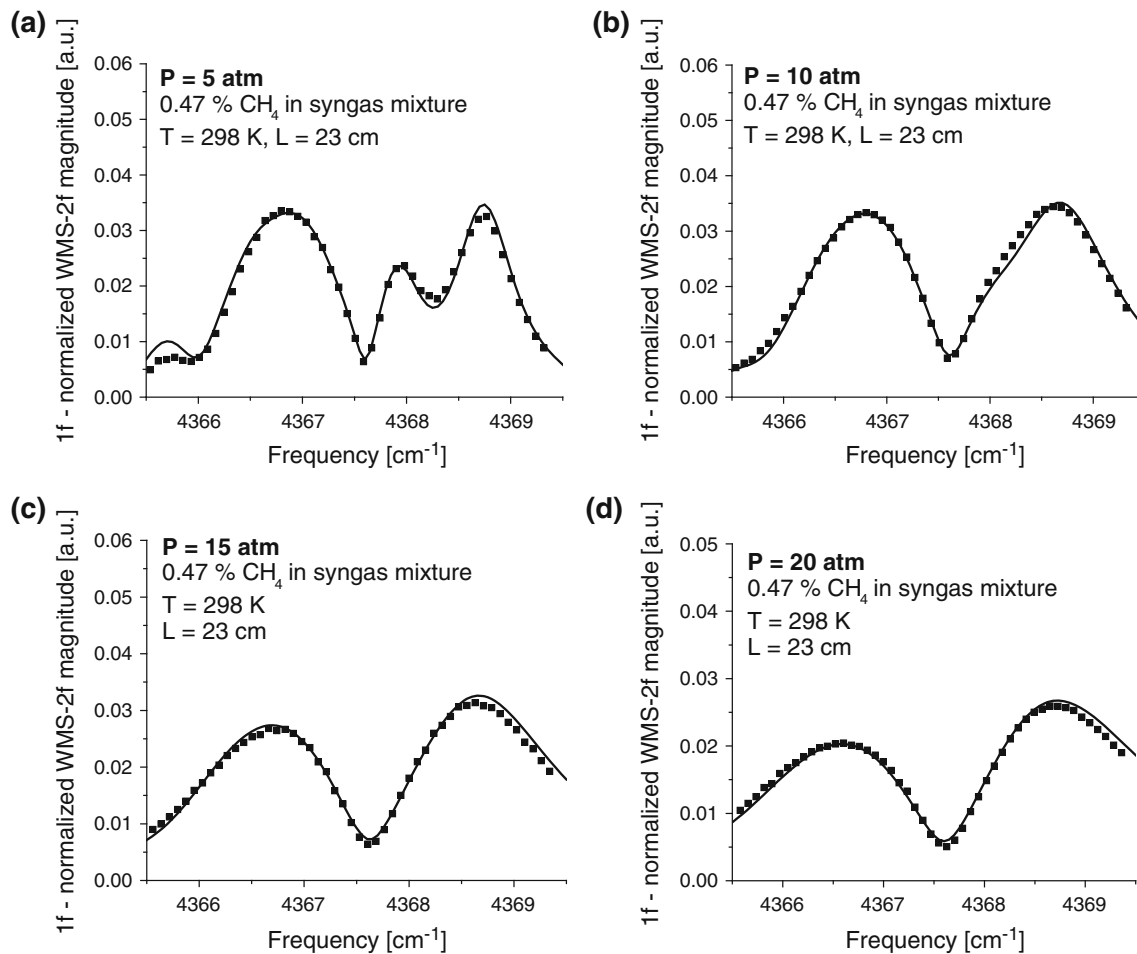 (a)
1f - normalized WMS-2f magnitude [a.u.]
0.06
0.05
0.04
0.03
0.02
0.01
0.00
P = 5 atm
0.47 % CH₄ in syngas mixture
T = 298 K, L = 23 cm
4366 4367 4368 4369
Frequency [cm⁻¹]
(b)
1f - normalized WMS-2f magnitude [a.u.]
0.06
0.05
0.04
0.03
0.02
0.01
0.00
P = 10 atm
0.47 % CH₄ in syngas mixture
T = 298 K, L = 23 cm
4366 4367 4368 4369
Frequency [cm⁻¹]
(c)
1f - normalized WMS-2f magnitude [a.u.]
0.06
0.05
0.04
0.03
0.02
0.01
0.00
P = 15 atm
0.47 % CH₄ in syngas mixture
T = 298 K
L = 23 cm
4366 4367 4368 4369
Frequency [cm⁻¹]
(d)
1f - normalized WMS-2f magnitude [a.u.]
0.05
0.04
0.03
0.02
0.01
0.00
P = 20 atm
0.47 % CH₄ in syngas mixture
T = 298 K
L = 23 cm
4366 4367 4368 4369
Frequency [cm⁻¹]